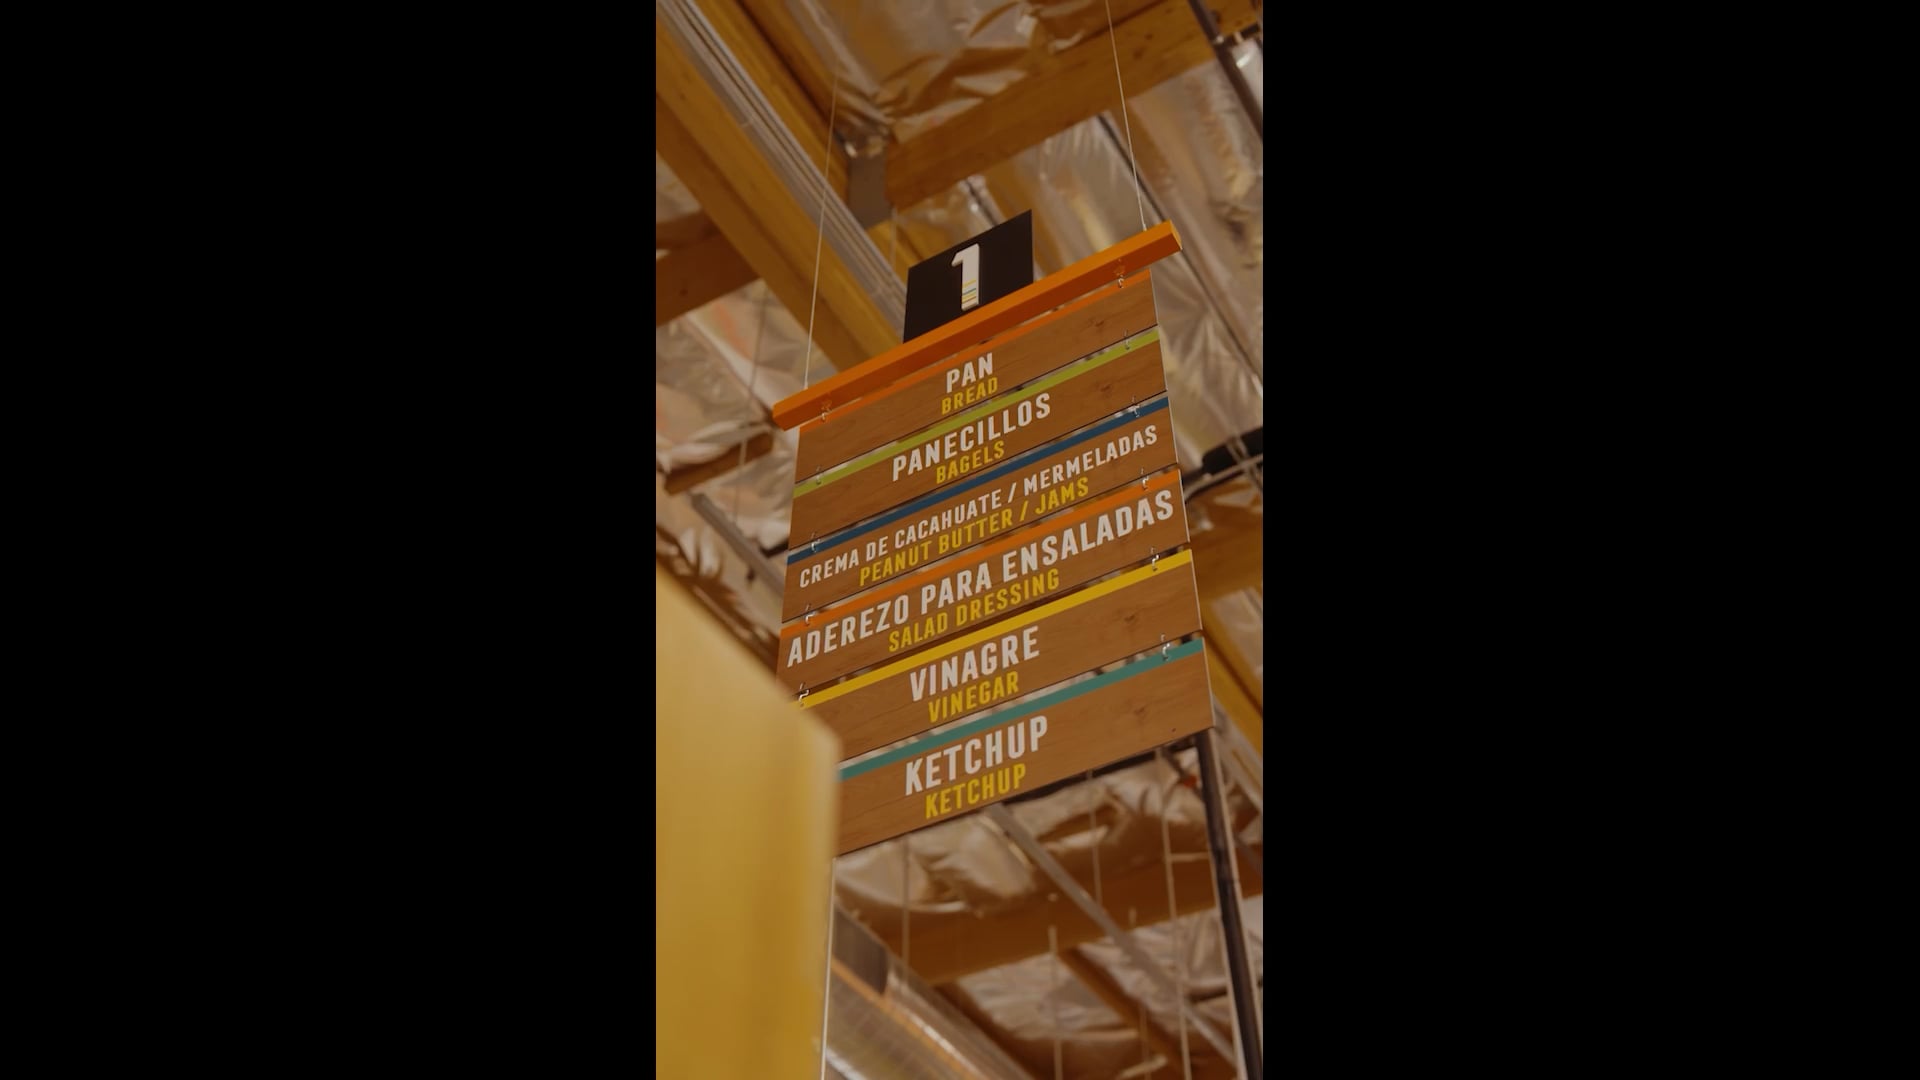 1
PAN
BREAD
PANECILLOS
BAGELS
CREMA DE CACAHUATE / MERMELADAS
PEANUT BUTTER / JAMS
ADEREZO PARA ENSALADAS
SALAD DRESSING
VINAGRE
VINEGAR
KETCHUP
KETCHUP